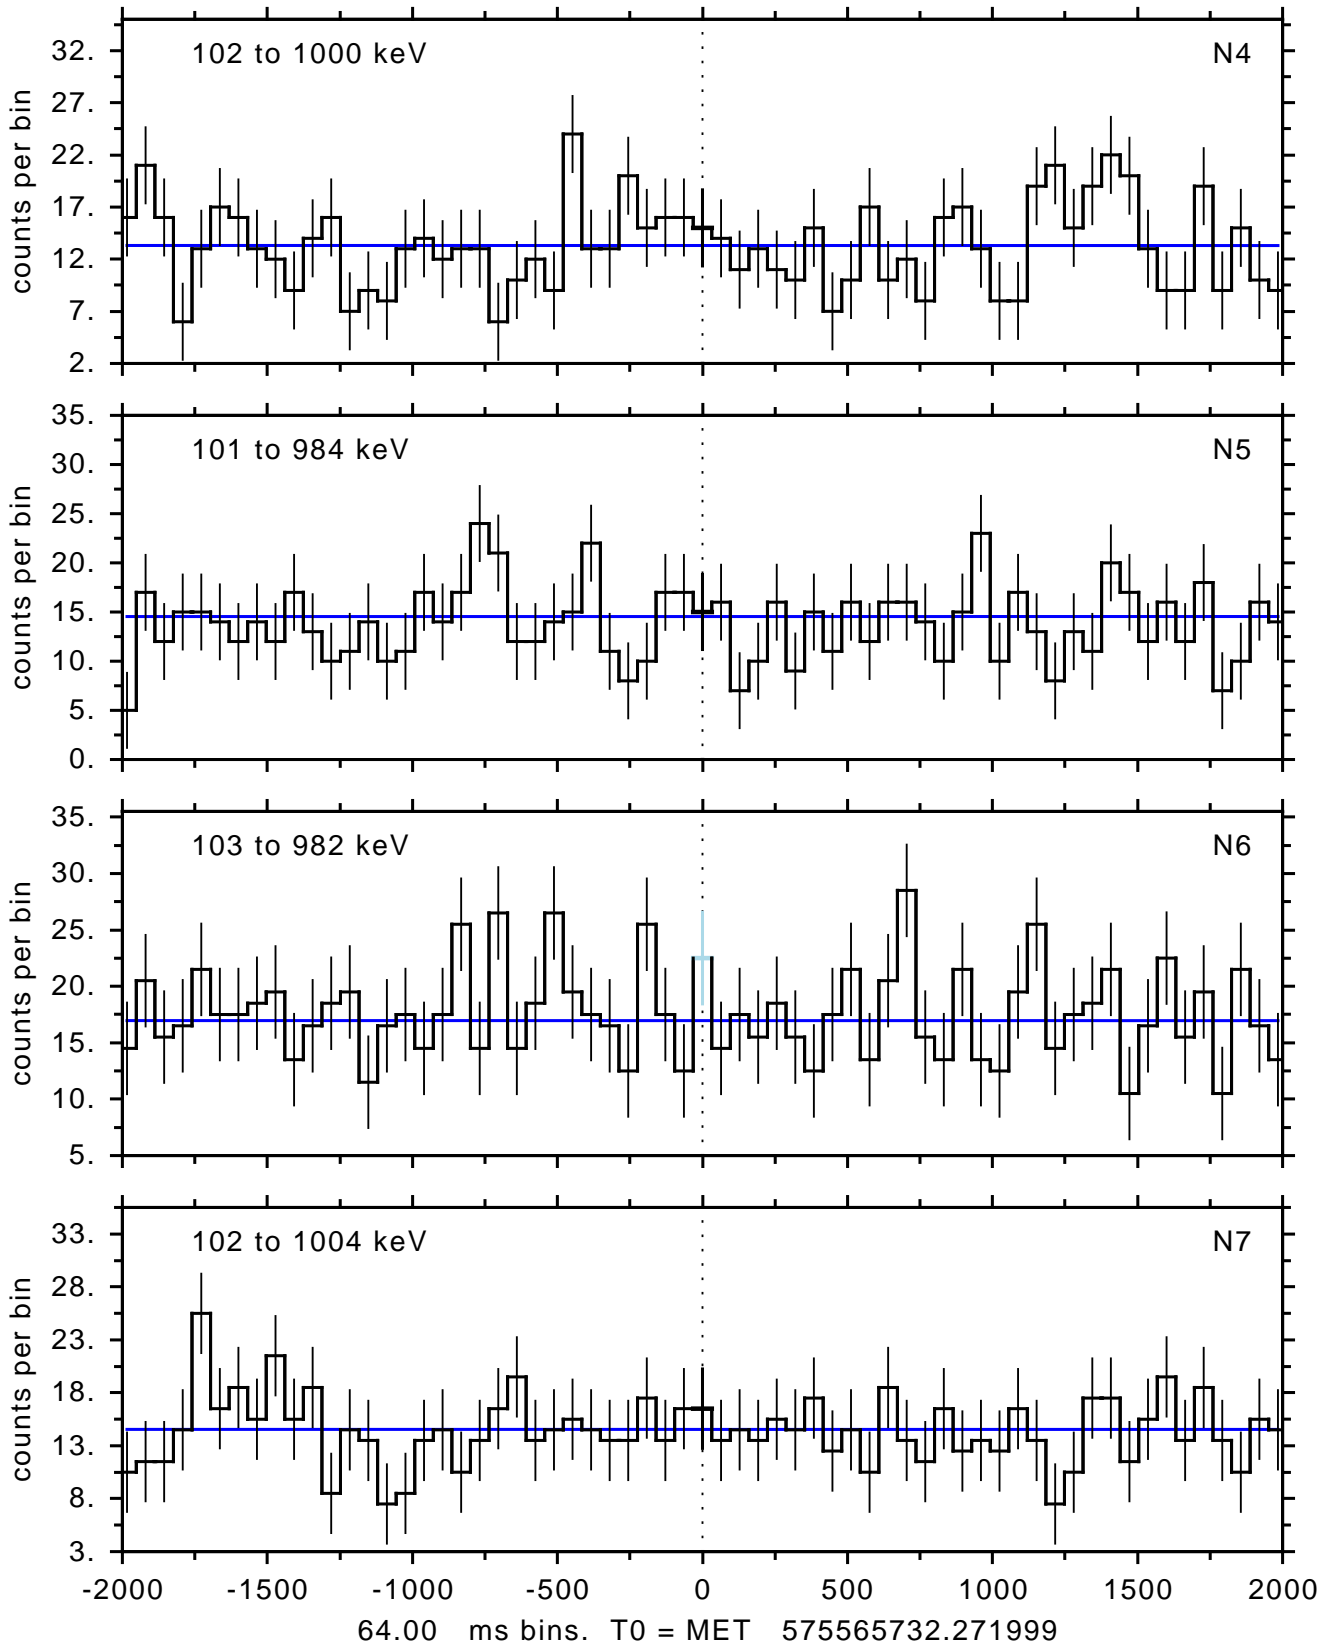 102 to 1000 keV N4
32.
27.
22.
17.
12.
7.
2.
counts per bin
101 to 984 keV N5
35.
30.
25.
20.
15.
10.
5.
0.
counts per bin
103 to 982 keV N6
35.
30.
25.
20.
15.
10.
5.
counts per bin
102 to 1004 keV N7
33.
28.
23.
18.
13.
8.
3.
counts per bin
-2000 -1500 -1000 -500 0 500 1000 1500 2000
64.00 ms bins. T0 = MET 575565732.271999